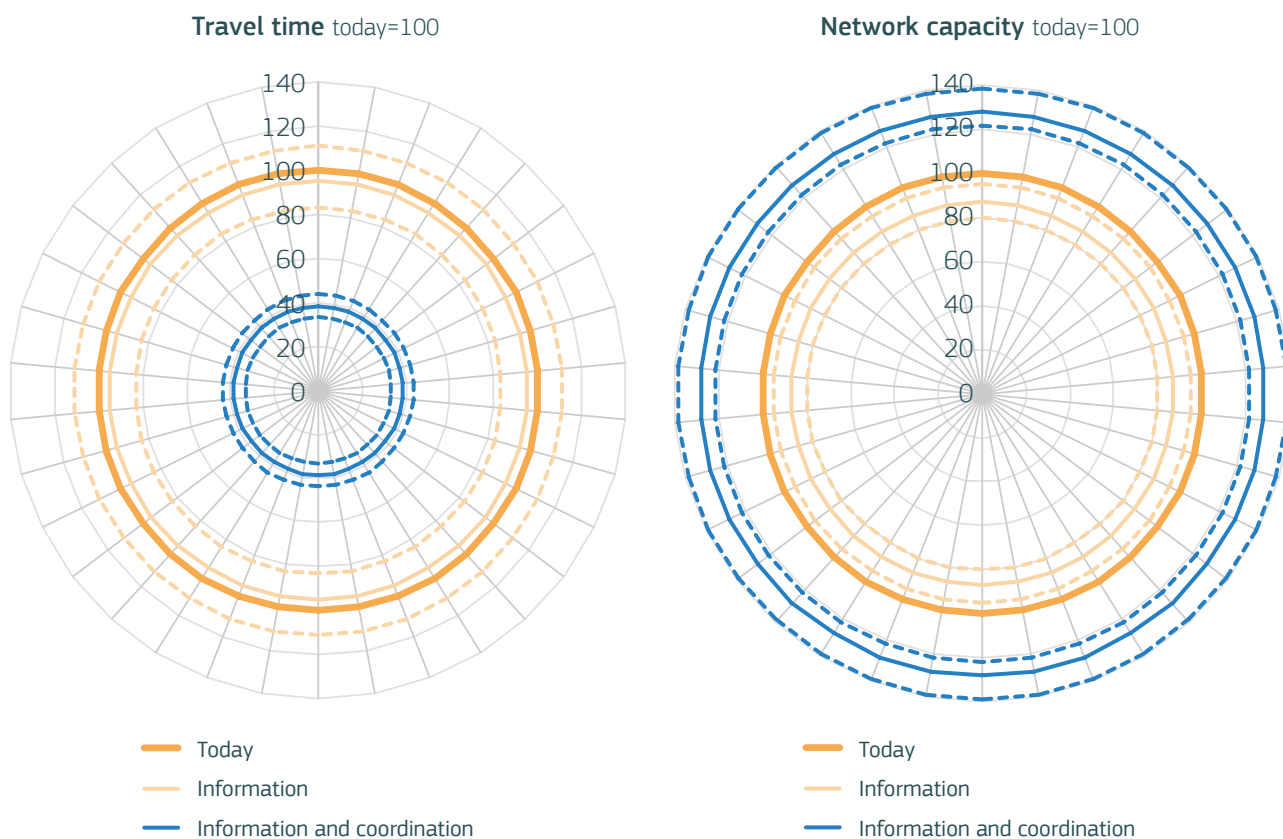 Travel time today=100
140
120
100
80
60
40
20
0
Today
Information
Information and coordination
Network capacity today=100
140
120
100
80
60
40
20
0
Today
Information
Information and coordination